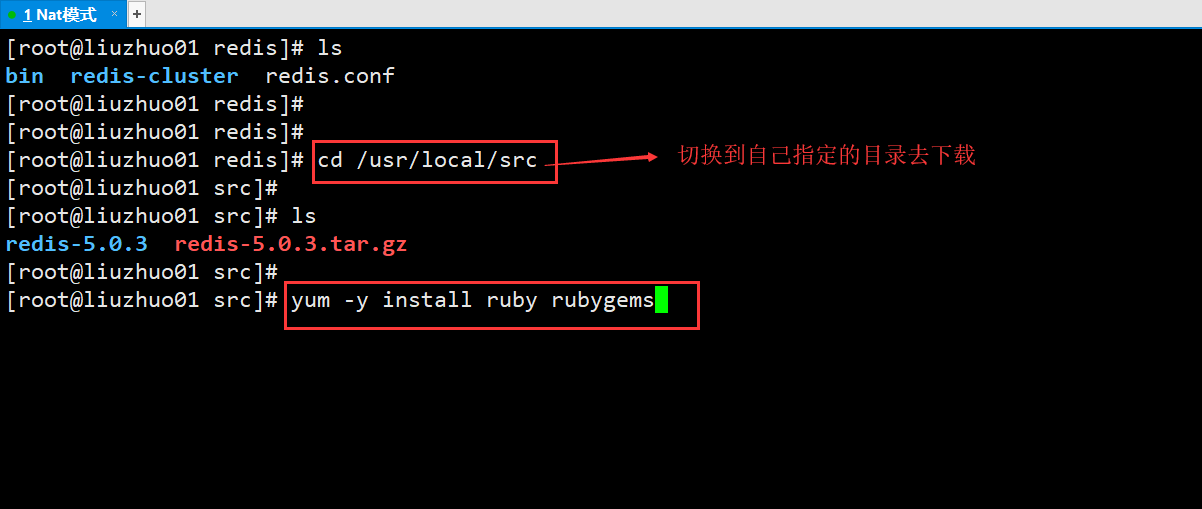 1 Nat模式 × +
[root@liuzhuo01 redis]# ls
bin  redis-cluster  redis.conf
[root@liuzhuo01 redis]#
[root@liuzhuo01 redis]#
[root@liuzhuo01 redis]# cd /usr/local/src 切换到自己指定的目录去下载
[root@liuzhuo01 src]#
[root@liuzhuo01 src]# ls
redis-5.0.3  redis-5.0.3.tar.gz
[root@liuzhuo01 src]#
[root@liuzhuo01 src]# yum -y install ruby rubygems